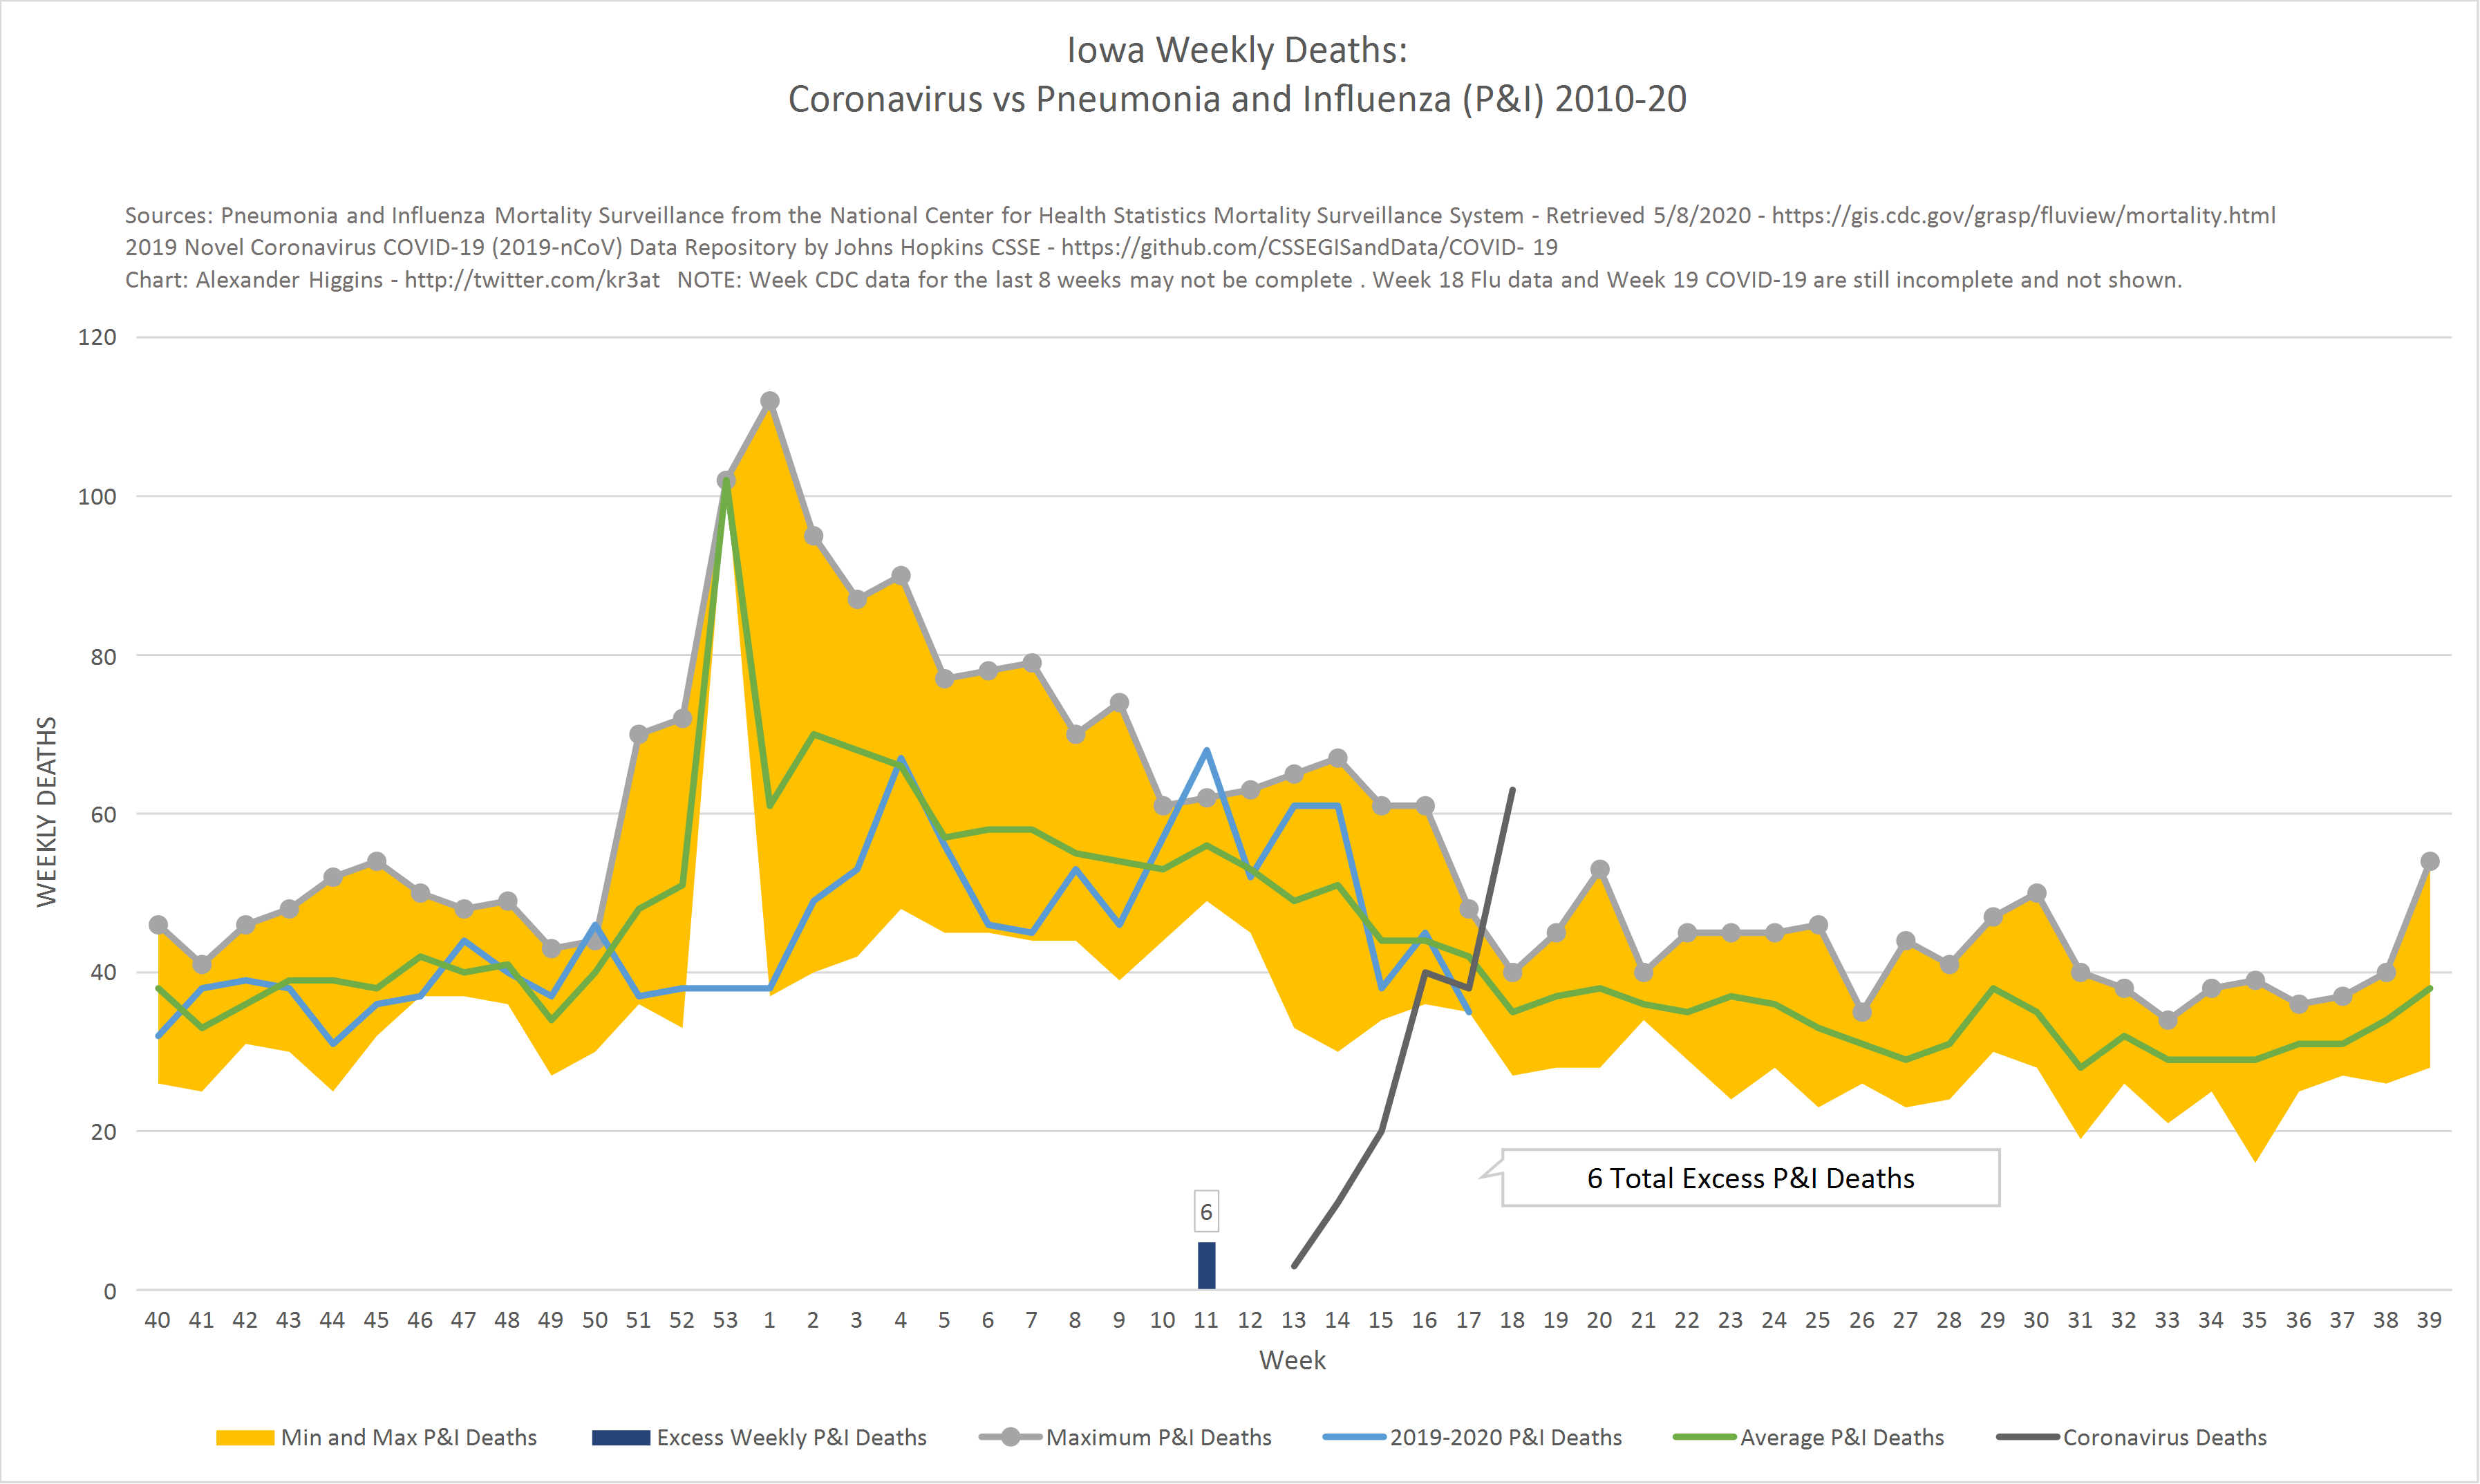 Iowa Weekly Deaths:
Coronavirus vs Pneumonia and Influenza (P&I) 2010-20
Sources: Pneumonia and Influenza Mortality Surveillance from the National Center for Health Statistics Mortality Surveillance System - Retrieved 5/8/2020 - https://gis.cdc.gov/grasp/fluview/mortality.html
2019 Novel Coronavirus COVID-19 (2019-nCoV) Data Repository by Johns Hopkins CSSE - https://github.com/CSSEGISandData/COVID- 19
Chart: Alexander Higgins - http://twitter.com/kr3at NOTE: Week CDC data for the last 8 weeks may not be complete . Week 18 Flu data and Week 19 COVID-19 are still incomplete and not shown.
120
100
80
60
40
20
0
WEEKLY DEATHS
6
6 Total Excess P&I Deaths
40 41 42 43 44 45 46 47 48 49 50 51 52 53 1 2 3 4 5 6 7 8 9 10 11 12 13 14 15 16 17 18 19 20 21 22 23 24 25 26 27 28 29 30 31 32 33 34 35 36 37 38 39
Week
Min and Max P&I Deaths Excess Weekly P&I Deaths Maximum P&I Deaths 2019-2020 P&I Deaths Average P&I Deaths Coronavirus Deaths